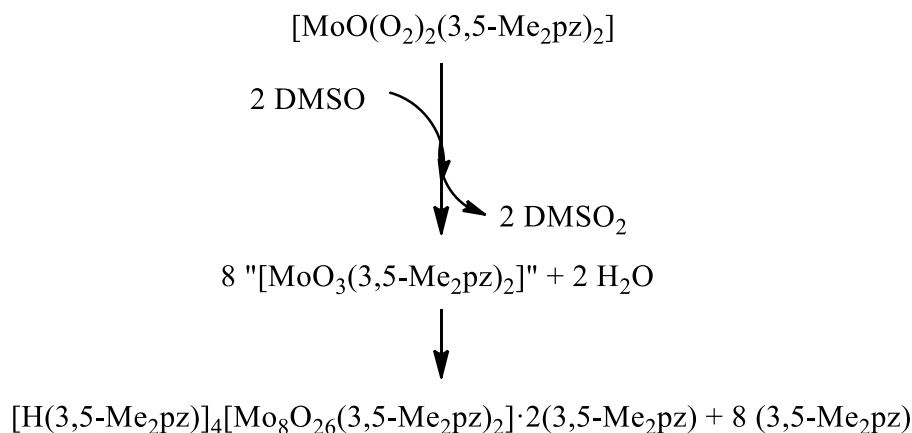 [MoO(O₂)₂(3,5-Me₂pz)₂]
2 DMSO
2 DMSO₂
8 "[MoO₃(3,5-Me₂pz)₂]" + 2 H₂O
[H(3,5-Me₂pz)]₄[Mo₈O₂₆(3,5-Me₂pz)₂]·2(3,5-Me₂pz) + 8 (3,5-Me₂pz)